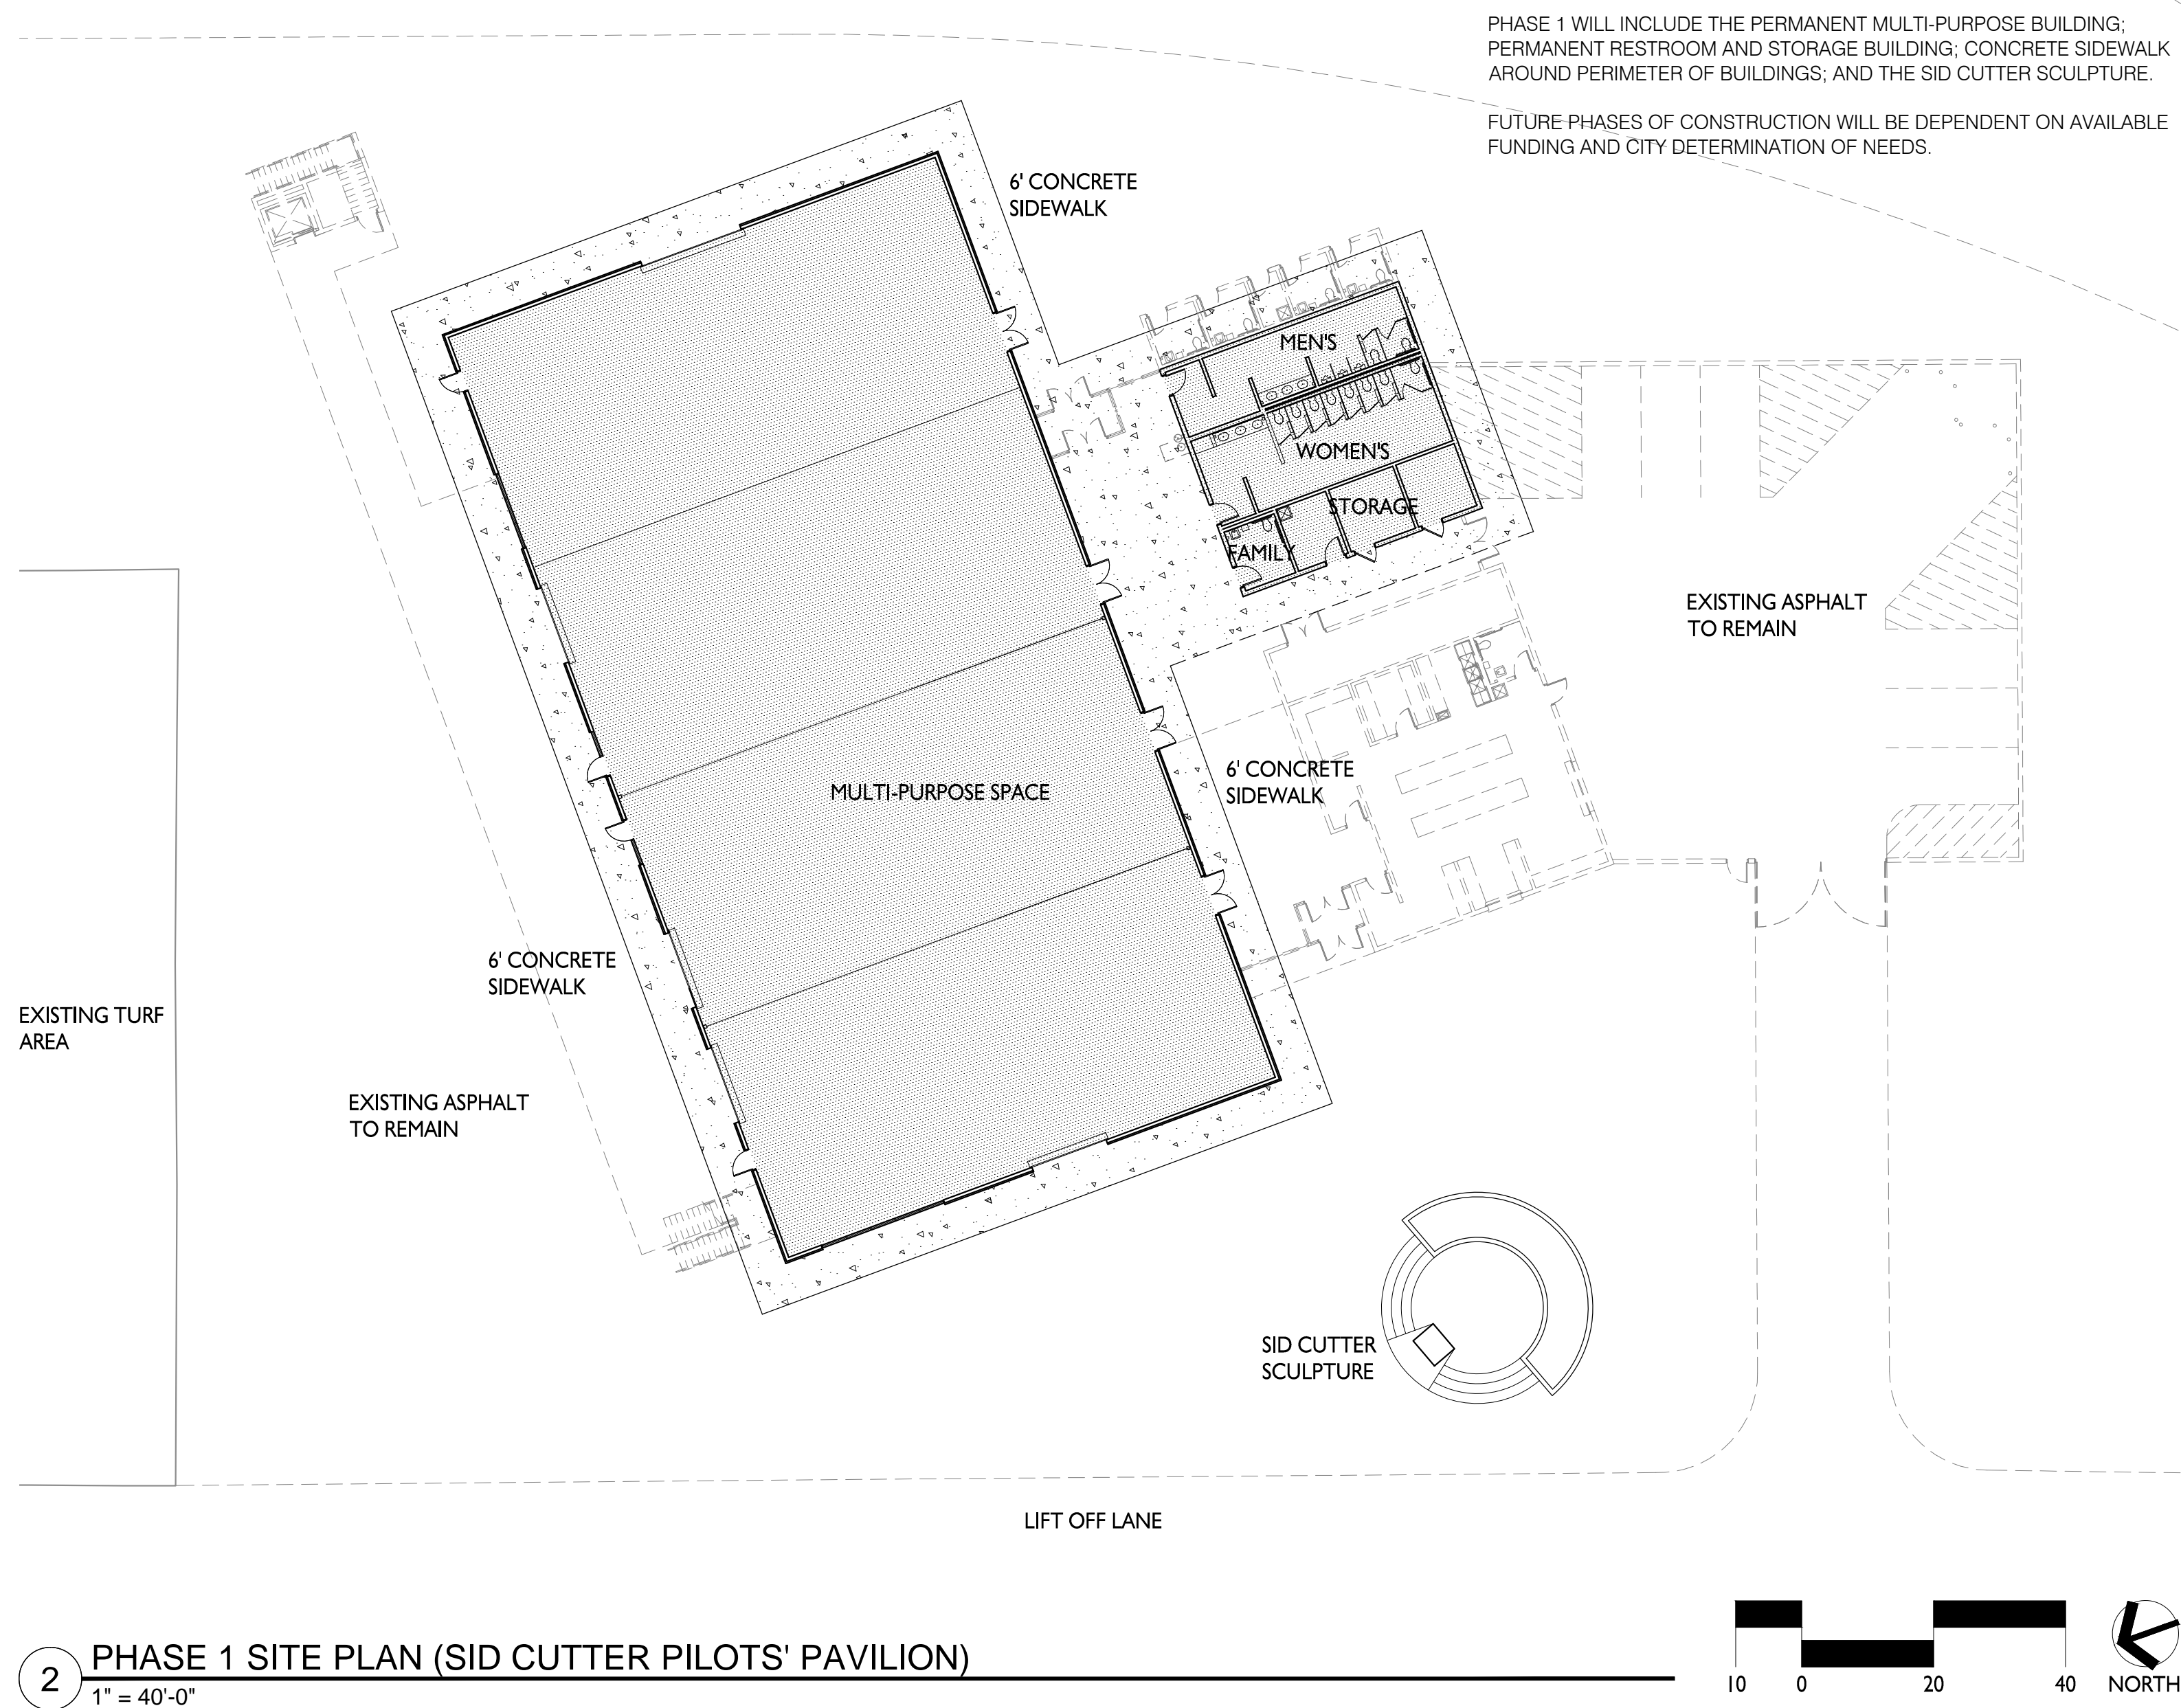 PHASE 1 WILL INCLUDE THE PERMANENT MULTI-PURPOSE BUILDING;
PERMANENT RESTROOM AND STORAGE BUILDING; CONCRETE SIDEWALK
AROUND PERIMETER OF BUILDINGS; AND THE SID CUTTER SCULPTURE.
FUTURE PHASES OF CONSTRUCTION WILL BE DEPENDENT ON AVAILABLE
FUNDING AND CITY DETERMINATION OF NEEDS.
6' CONCRETE
SIDEWALK
MEN'S
WOMEN'S
STORAGE
FAMILY
EXISTING ASPHALT
TO REMAIN
MULTI-PURPOSE SPACE
6' CONCRETE
SIDEWALK
6' CONCRETE
SIDEWALK
EXISTING TURF
AREA
EXISTING ASPHALT
TO REMAIN
SID CUTTER
SCULPTURE
LIFT OFF LANE
2
PHASE 1 SITE PLAN (SID CUTTER PILOTS' PAVILION)
1" = 40'-0"
10 0 20 40
NORTH